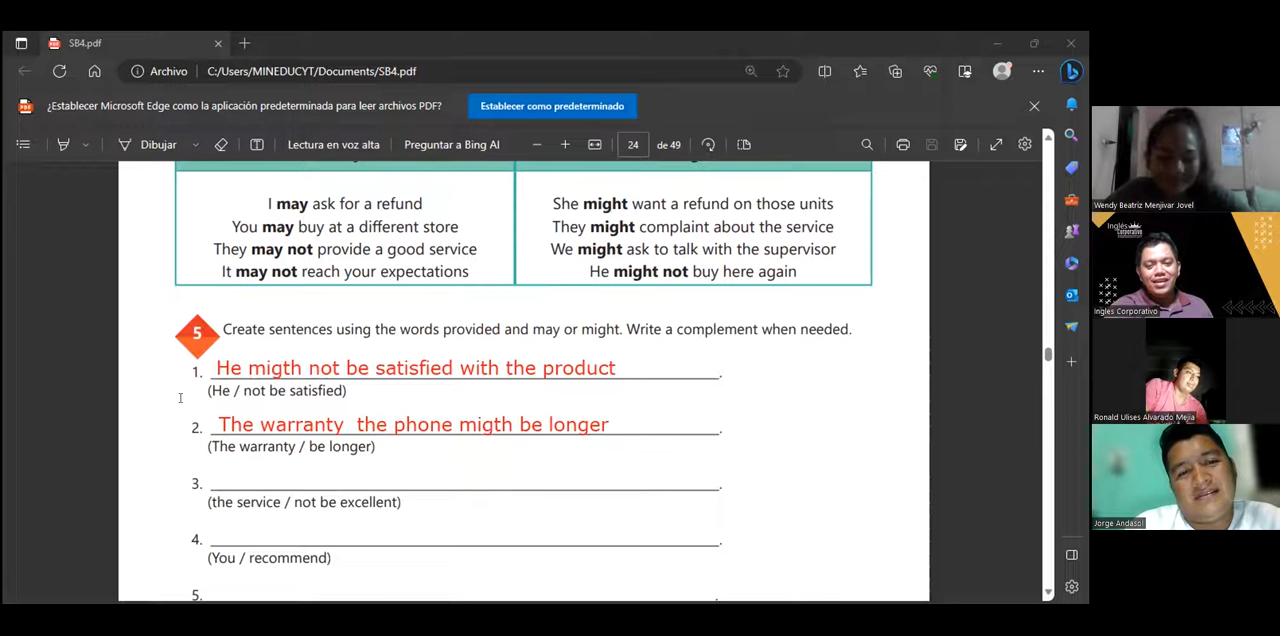 SB4.pdf
Archivo C:/Users/MINEDUCYT/Documents/SB4.pdf
¿Establecer Microsoft Edge como la aplicación predeterminada para leer archivos PDF? Establecer como predeterminado
Dibujar Lectura en voz alta Preguntar a Bing AI 24 de 49
I may ask for a refund
You may buy at a different store
They may not provide a good service
It may not reach your expectations
She might want a refund on those units
They might complaint about the service
We might ask to talk with the supervisor
He might not buy here again
5 Create sentences using the words provided and may or might. Write a complement when needed.
1. He migth not be satisfied with the product.
(He / not be satisfied)
2. The warranty the phone migth be longer.
(The warranty / be longer)
3. .
(the service / not be excellent)
4. .
(You / recommend)
5. .
Wendy Beatriz Menjivar Jovel
Inglés
Corporativo
Ingles Corporativo
Ronald Ulises Alvarado Mejia
Jorge Andasol